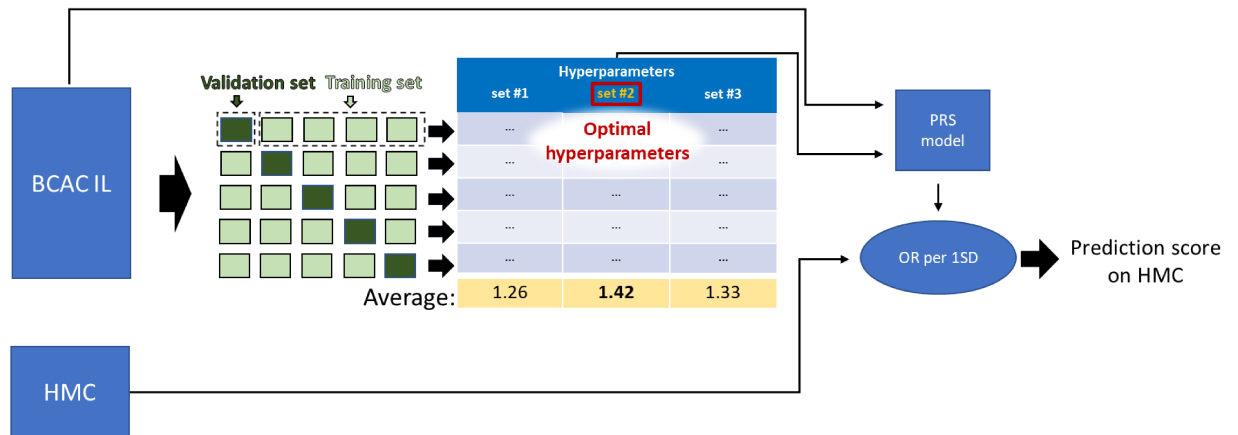 Validation set Training set
BCAC IL
Hyperparameters
set #1 set #2 set #3
... ...
Optimal
hyperparameters
... ...
... ... ...
... ... ...
... ... ...
Average: 1.26 1.42 1.33
PRS
model
OR per 1SD
Prediction score
on HMC
HMC